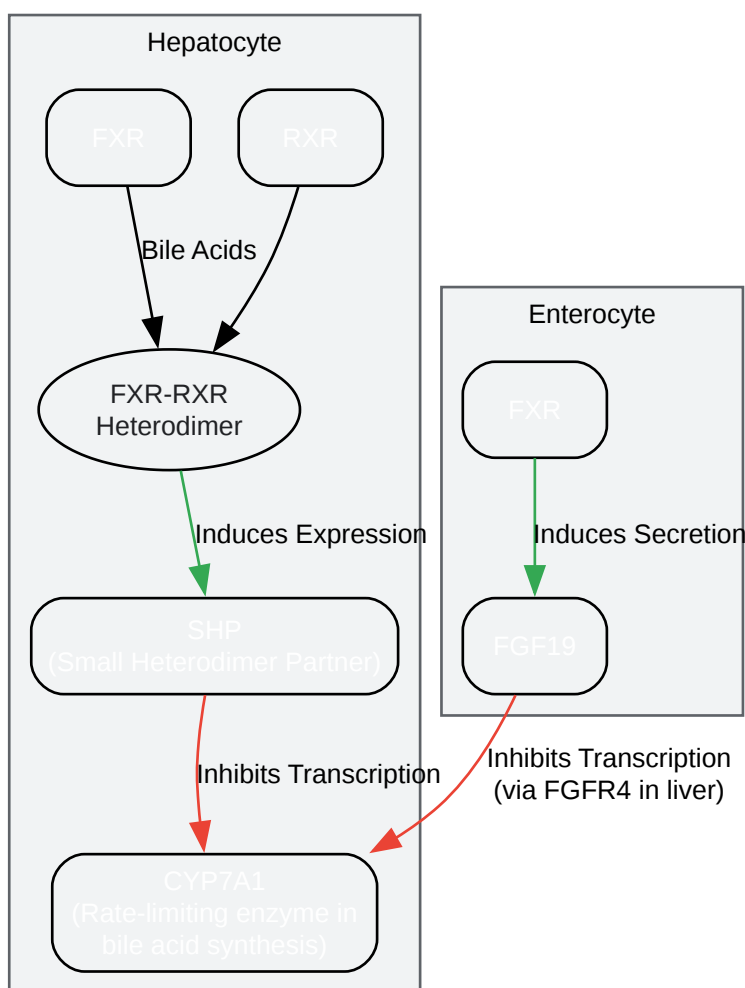 Hepatocyte
FXR
RXR
Bile Acids
FXR-RXR
Heterodimer
Induces Expression
SHP
(Small Heterodimer Partner)
Inhibits Transcription
CYP7A1
(Rate-limiting enzyme in
bile acid synthesis)
Enterocyte
FXR
Induces Secretion
FGF19
Inhibits Transcription
(via FGFR4 in liver)